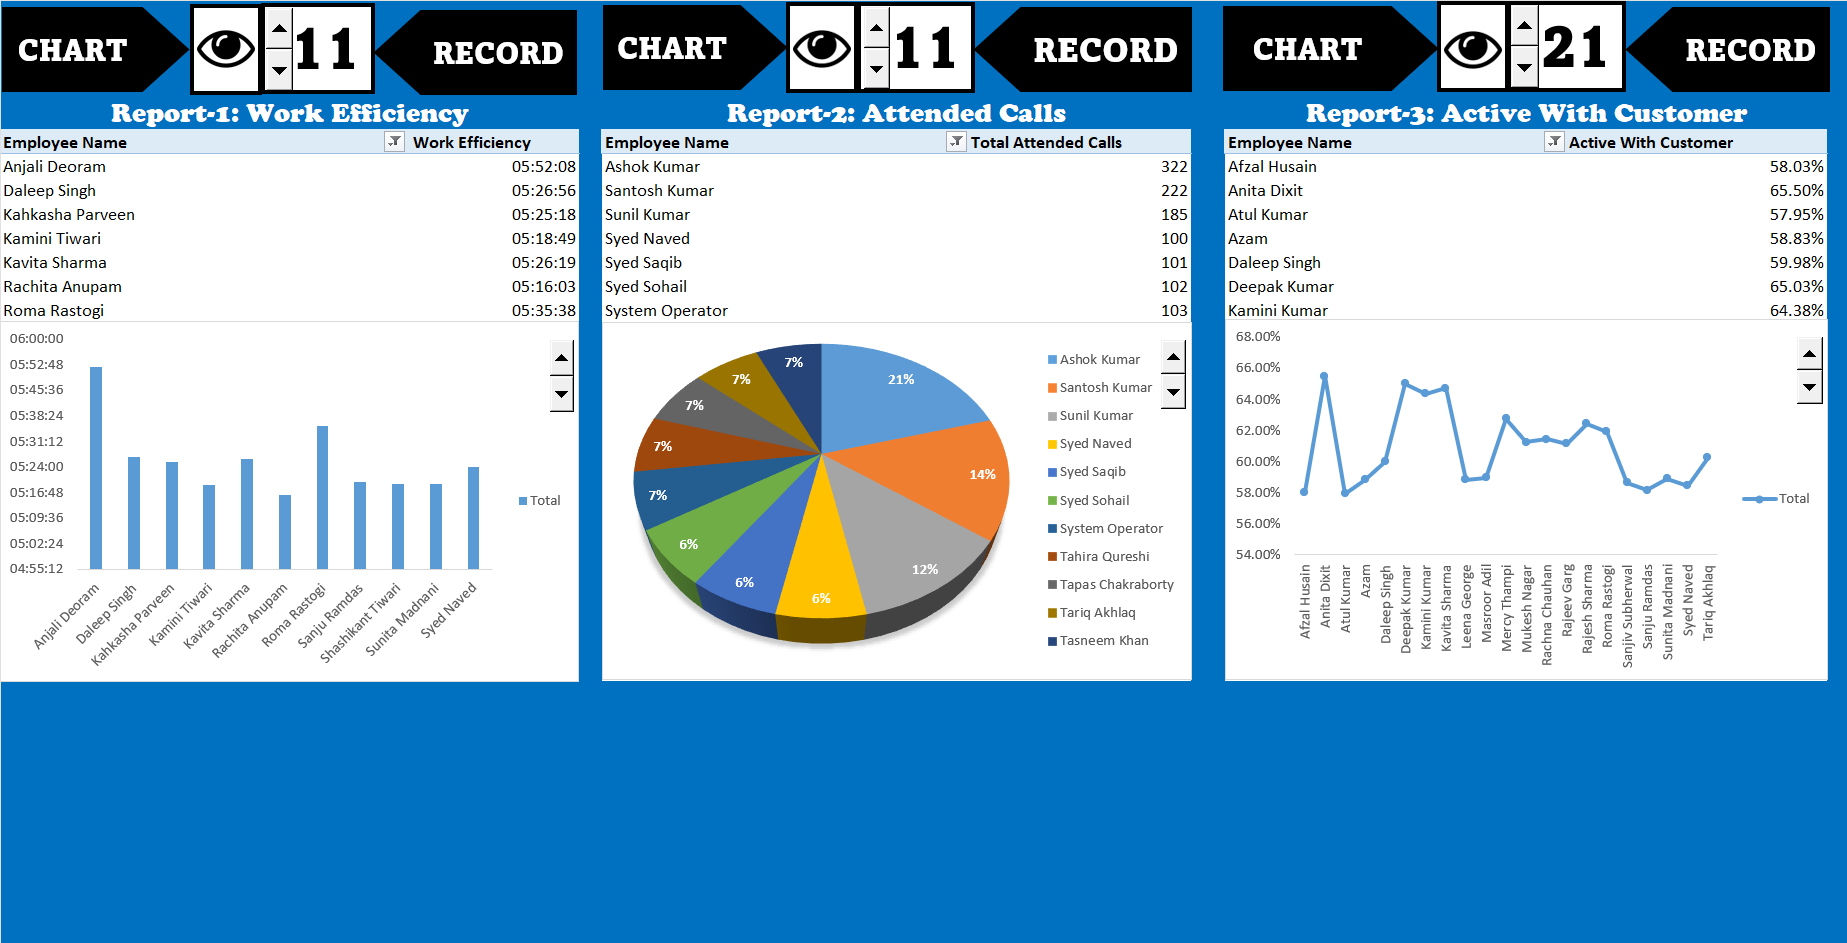 CHART
11
RECORD
Report-1: Work Efficiency
Employee Name Work Efficiency
Anjali Deoram 05:52:08
Daleep Singh 05:26:56
Kahkasha Parveen 05:25:18
Kamini Tiwari 05:18:49
Kavita Sharma 05:26:19
Rachita Anupam 05:16:03
Roma Rastogi 05:35:38
06:00:00
05:52:48
05:45:36
05:38:24
05:31:12
05:24:00
05:16:48
05:09:36
05:02:24
04:55:12
Anjali Deoram
Daleep Singh
Kahkasha Parveen
Kamini Tiwari
Kavita Sharma
Rachita Anupam
Roma Rastogi
Sanju Ramdas
Shashikant Tiwari
Sunita Madnani
Syed Naved
Total
CHART
11
RECORD
Report-2: Attended Calls
Employee Name Total Attended Calls
Ashok Kumar 322
Santosh Kumar 222
Sunil Kumar 185
Syed Naved 100
Syed Saqib 101
Syed Sohail 102
System Operator 103
21%
14%
12%
6%
6%
6%
7%
7%
7%
7%
7%
Ashok Kumar
Santosh Kumar
Sunil Kumar
Syed Naved
Syed Saqib
Syed Sohail
System Operator
Tahira Qureshi
Tapas Chakraborty
Tariq Akhlaq
Tasneem Khan
CHART
21
RECORD
Report-3: Active With Customer
Employee Name Active With Customer
Afzal Husain 58.03%
Anita Dixit 65.50%
Atul Kumar 57.95%
Azam 58.83%
Daleep Singh 59.98%
Deepak Kumar 65.03%
Kamini Kumar 64.38%
68.00%
66.00%
64.00%
62.00%
60.00%
58.00%
56.00%
54.00%
Afzal Husain
Anita Dixit
Atul Kumar
Azam
Daleep Singh
Deepak Kumar
Kamini Kumar
Kavita Sharma
Leena George
Masroor Adil
Mercy Thampi
Mukesh Nagar
Rachna Chauhan
Rajeev Garg
Rajesh Sharma
Roma Rastogi
Sanjiv Subherwal
Sanju Ramdas
Sunita Madnani
Syed Naved
Tariq Akhlaq
Total